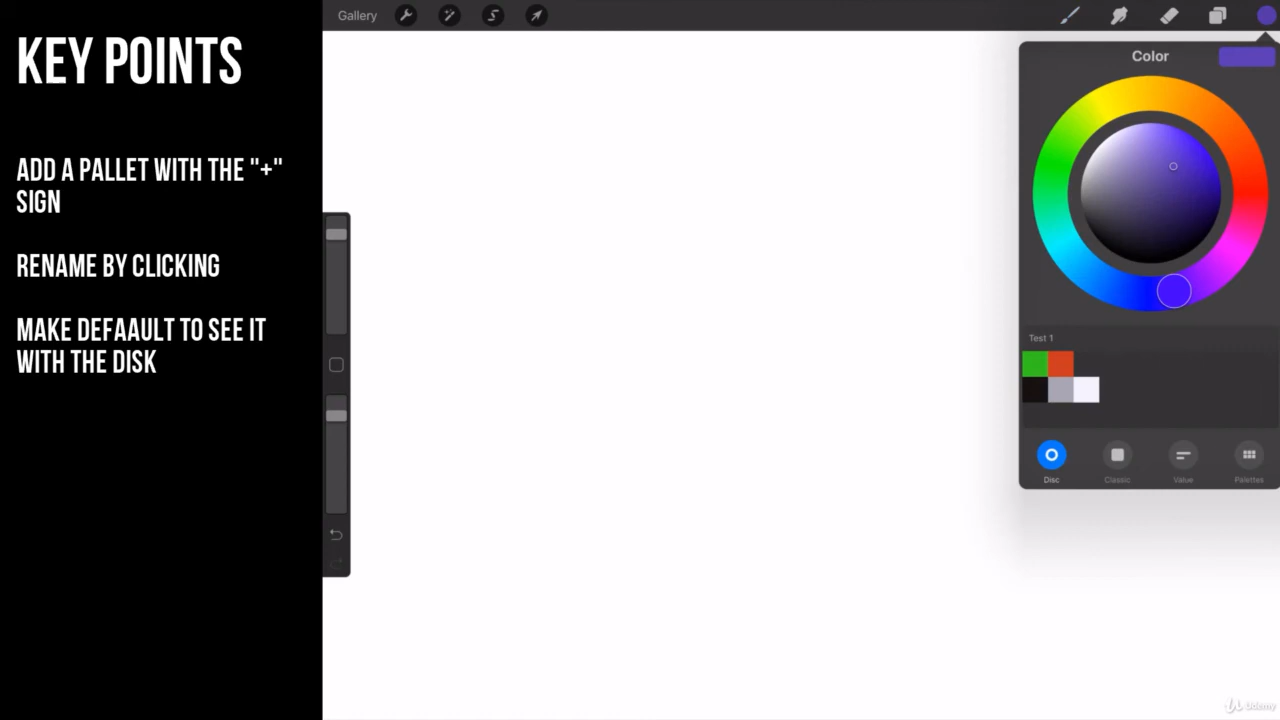 KEY POINTS
ADD A PALLET WITH THE "+"
SIGN
RENAME BY CLICKING
MAKE DEFAAULT TO SEE IT
WITH THE DISK
Gallery
Color
Test 1
Disc
Classic
Value
Palettes
Udemy